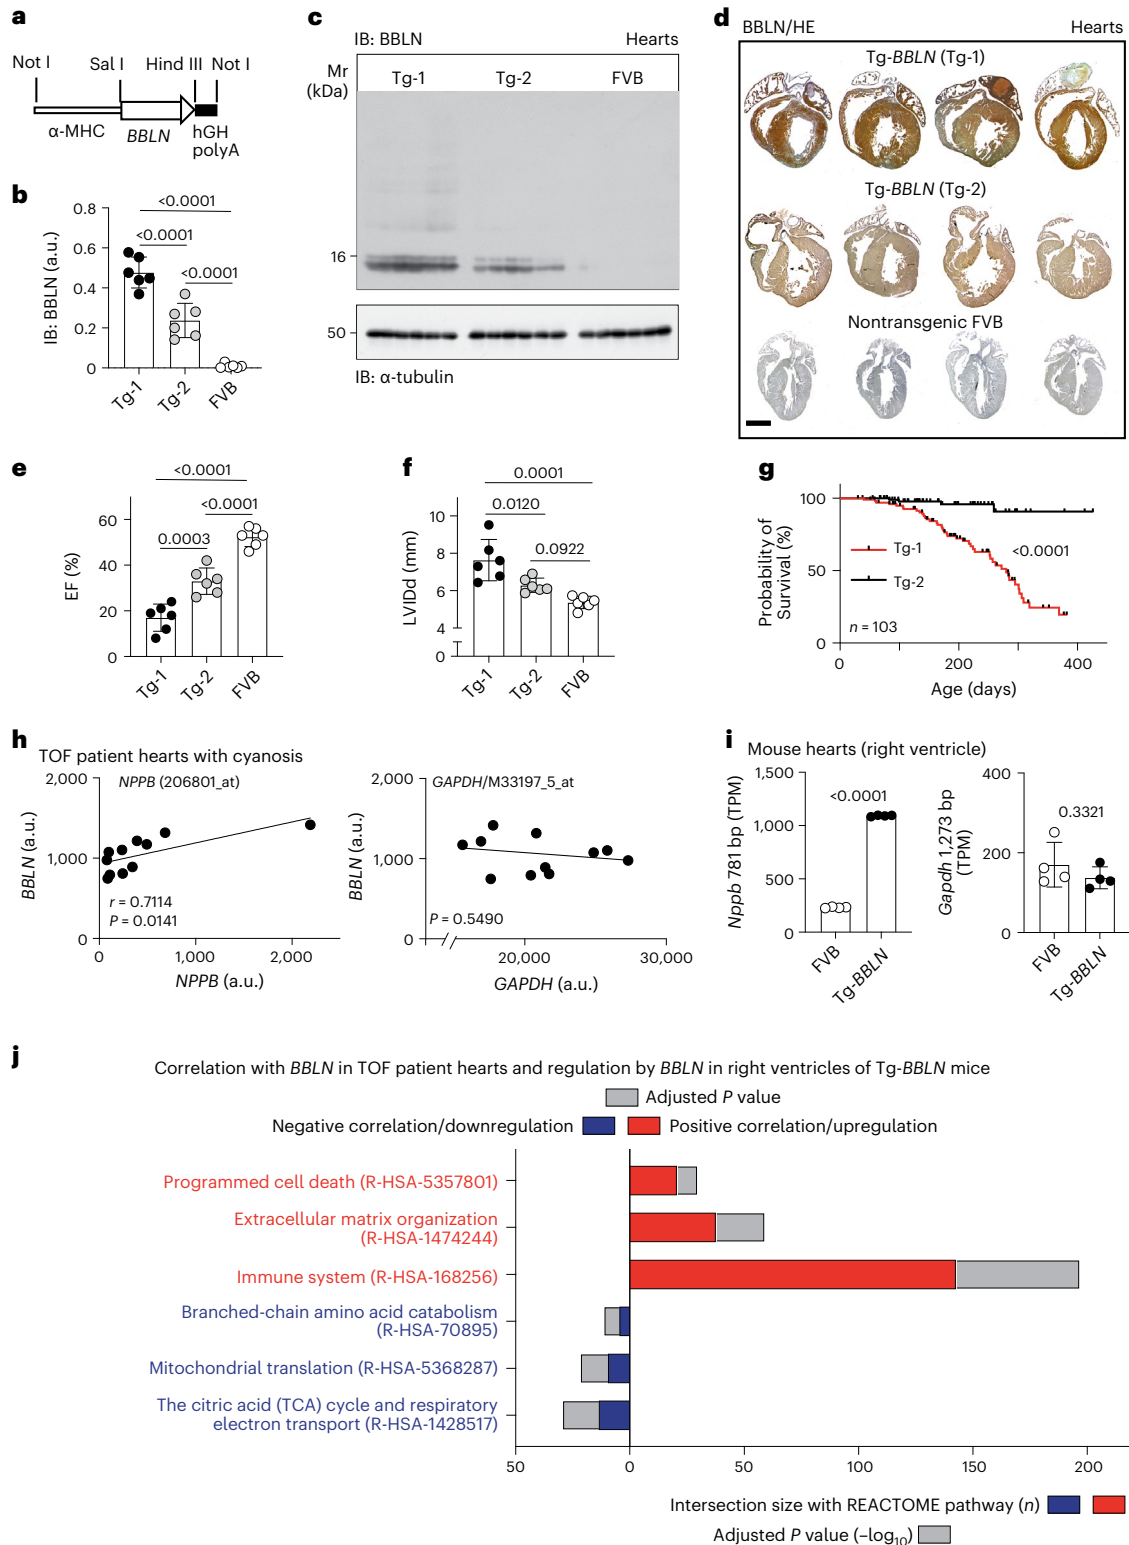 a
Not I
Sal I
Hind III
Not I
α-MHC
BBLN
hGH
polyA
b
IB: BBLN (a.u.)
0.8
0.6
0.4
0.2
0
<0.0001
<0.0001
<0.0001
Tg-1
Tg-2
FVB
c
IB: BBLN
Hearts
Mr
(kDa)
Tg-1
Tg-2
FVB
16
50
IB: α-tubulin
d
BBLN/HE
Hearts
Tg-BBLN (Tg-1)
Tg-BBLN (Tg-2)
Nontransgenic FVB
e
EF (%)
60
40
20
0
<0.0001
<0.0001
0.0003
Tg-1
Tg-2
FVB
f
LVIDd (mm)
10
8
6
4
0
0.0001
0.0120
0.0922
Tg-1
Tg-2
FVB
g
Probability of
Survival (%)
100
50
0
Tg-1
Tg-2
<0.0001
n = 103
0
200
400
Age (days)
h
TOF patient hearts with cyanosis
NPPB (206801_at)
BBLN (a.u.)
2,000
1,000
0
r = 0.7114
P = 0.0141
0
1,000
2,000
NPPB (a.u.)
GAPDH/M33197_5_at
BBLN (a.u.)
2,000
1,000
0
P = 0.5490
20,000
30,000
GAPDH (a.u.)
i
Mouse hearts (right ventricle)
Nppb 781 bp (TPM)
1,500
1,000
500
0
<0.0001
FVB
Tg-BBLN
Gapdh 1,273 bp
(TPM)
400
200
0
0.3321
FVB
Tg-BBLN
j
Correlation with BBLN in TOF patient hearts and regulation by BBLN in right ventricles of Tg-BBLN mice
Adjusted P value
Negative correlation/downregulation
Positive correlation/upregulation
Programmed cell death (R-HSA-5357801)
Extracellular matrix organization
(R-HSA-1474244)
Immune system (R-HSA-168256)
Branched-chain amino acid catabolism
(R-HSA-70895)
Mitochondrial translation (R-HSA-5368287)
The citric acid (TCA) cycle and respiratory
electron transport (R-HSA-1428517)
50
0
50
100
150
200
Intersection size with REACTOME pathway (n)
Adjusted P value (–log10)